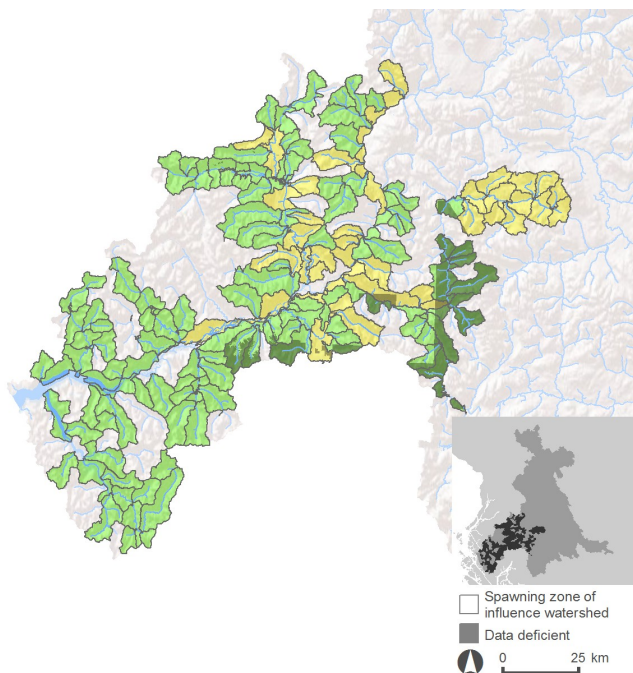 Spawning zone of
influence watershed
Data deficient
0 25 km